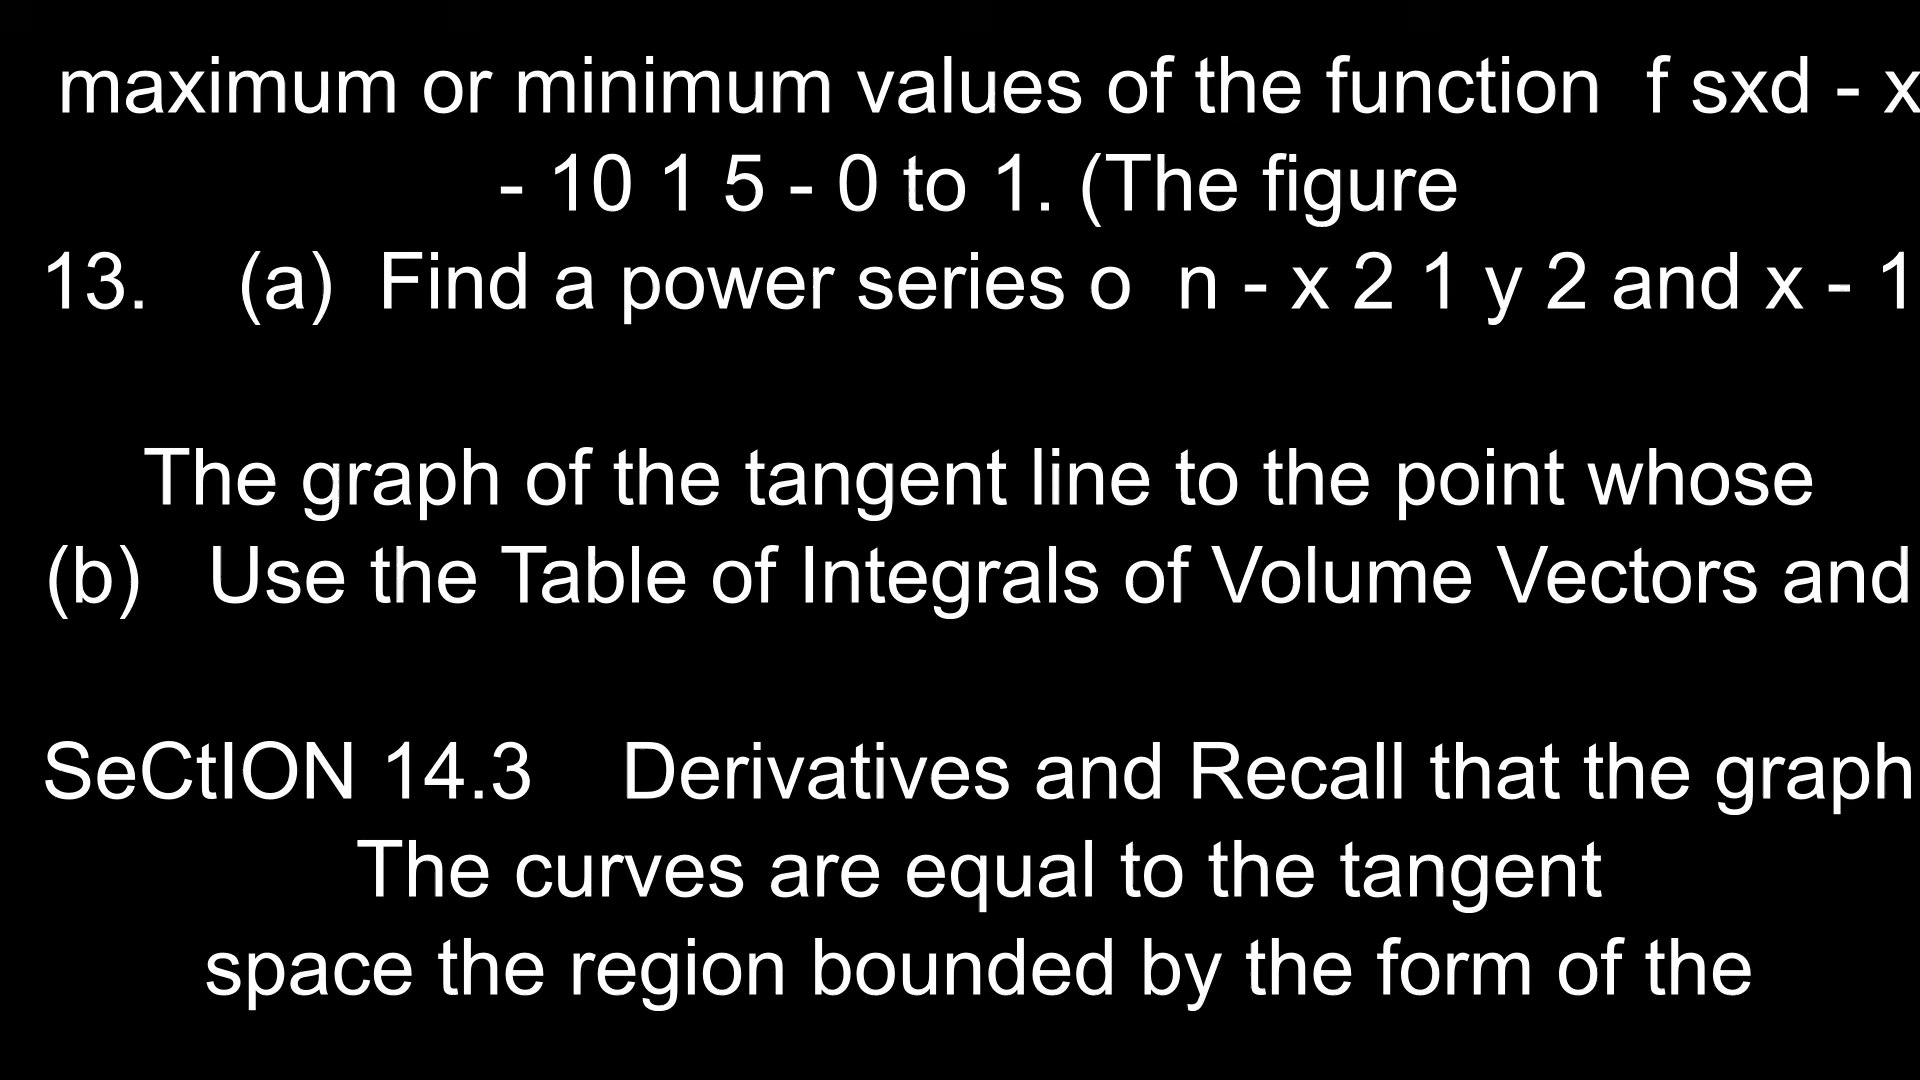 maximum or minimum values of the function f sxd - x
- 10 1 5 - 0 to 1. (The figure
13. (a) Find a power series o n - x 2 1 y 2 and x - 1
The graph of the tangent line to the point whose
(b) Use the Table of Integrals of Volume Vectors and
SeCtION 14.3 Derivatives and Recall that the graph
The curves are equal to the tangent
space the region bounded by the form of the